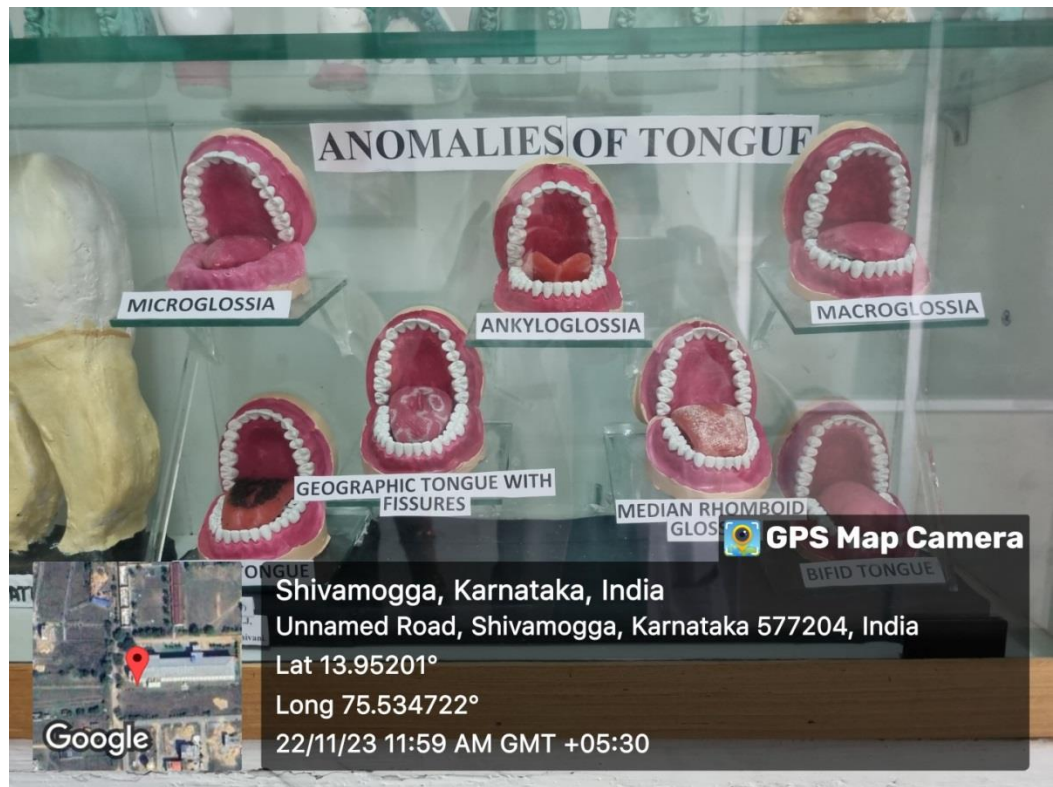 ANOMALIES OF TONGUE
MICROGLOSSIA
ANKYLOGLOSSIA
MACROGLOSSIA
GEOGRAPHIC TONGUE WITH
FISSURES
MEDIAN RHOMBOID
GLOS
TONGUE
BIFID TONGUE
GPS Map Camera
Shivamogga, Karnataka, India
Unnamed Road, Shivamogga, Karnataka 577204, India
Lat 13.95201°
Long 75.534722°
22/11/23 11:59 AM GMT +05:30
Google